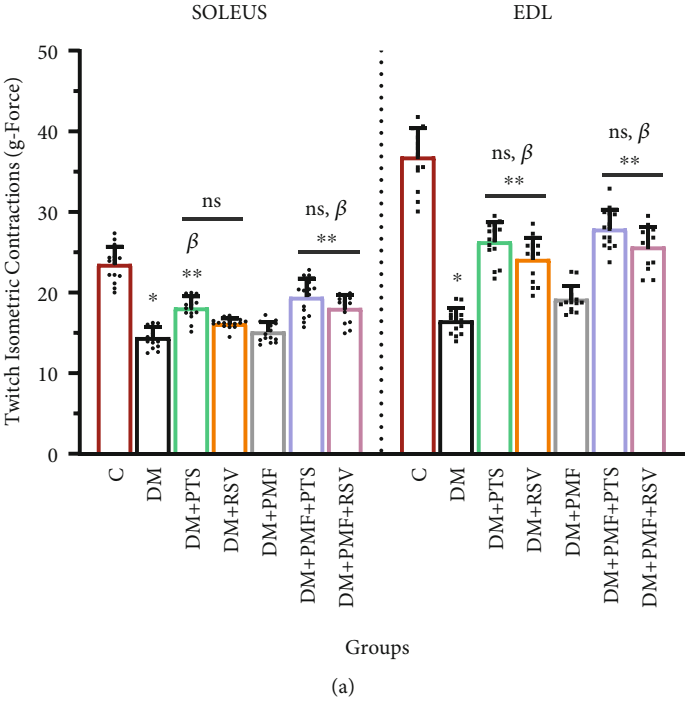 SOLEUS
EDL
Twitch Isometric Contractions (g-Force)
50
40
30
20
10
0
*
β
**
ns
ns, β
**
*
ns, β
**
ns, β
**
C
DM
DM+PTS
DM+RSV
DM+PMF
DM+PMF+PTS
DM+PMF+RSV
C
DM
DM+PTS
DM+RSV
DM+PMF
DM+PMF+PTS
DM+PMF+RSV
Groups
(a)